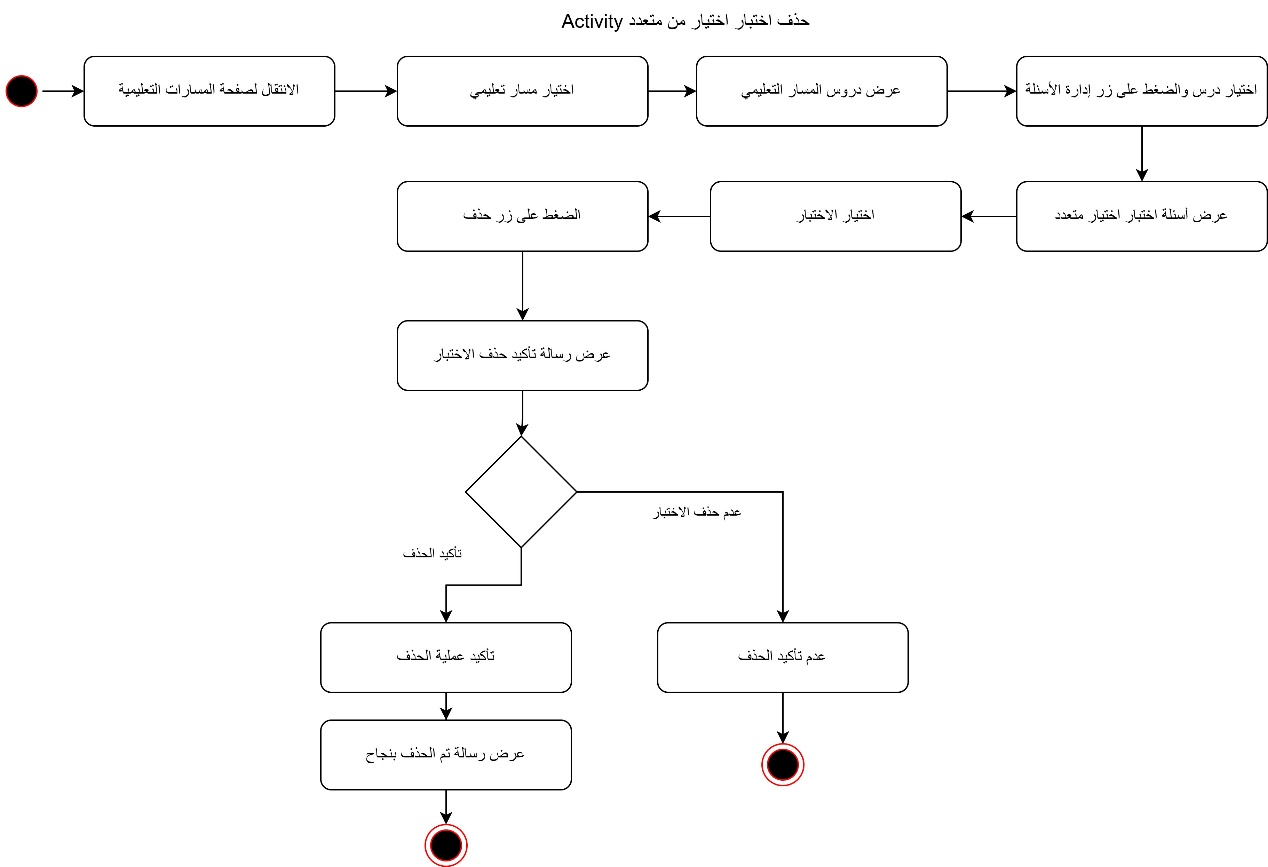 حذف اختبار اختيار من متعدد Activity
الانتقال لصفحة المسارات التعليمية
اختيار مسار تعليمي
عرض دروس المسار التعليمي
اختيار درس والضغط على زر إدارة الأسئلة
عرض أسئلة اختبار اختيار متعدد
اختيار الاختبار
الضغط على زر حذف
عرض رسالة تأكيد حذف الاختبار
عدم حذف الاختبار
تأكيد الحذف
تأكيد عملية الحذف
عدم تأكيد الحذف
عرض رسالة تم الحذف بنجاح